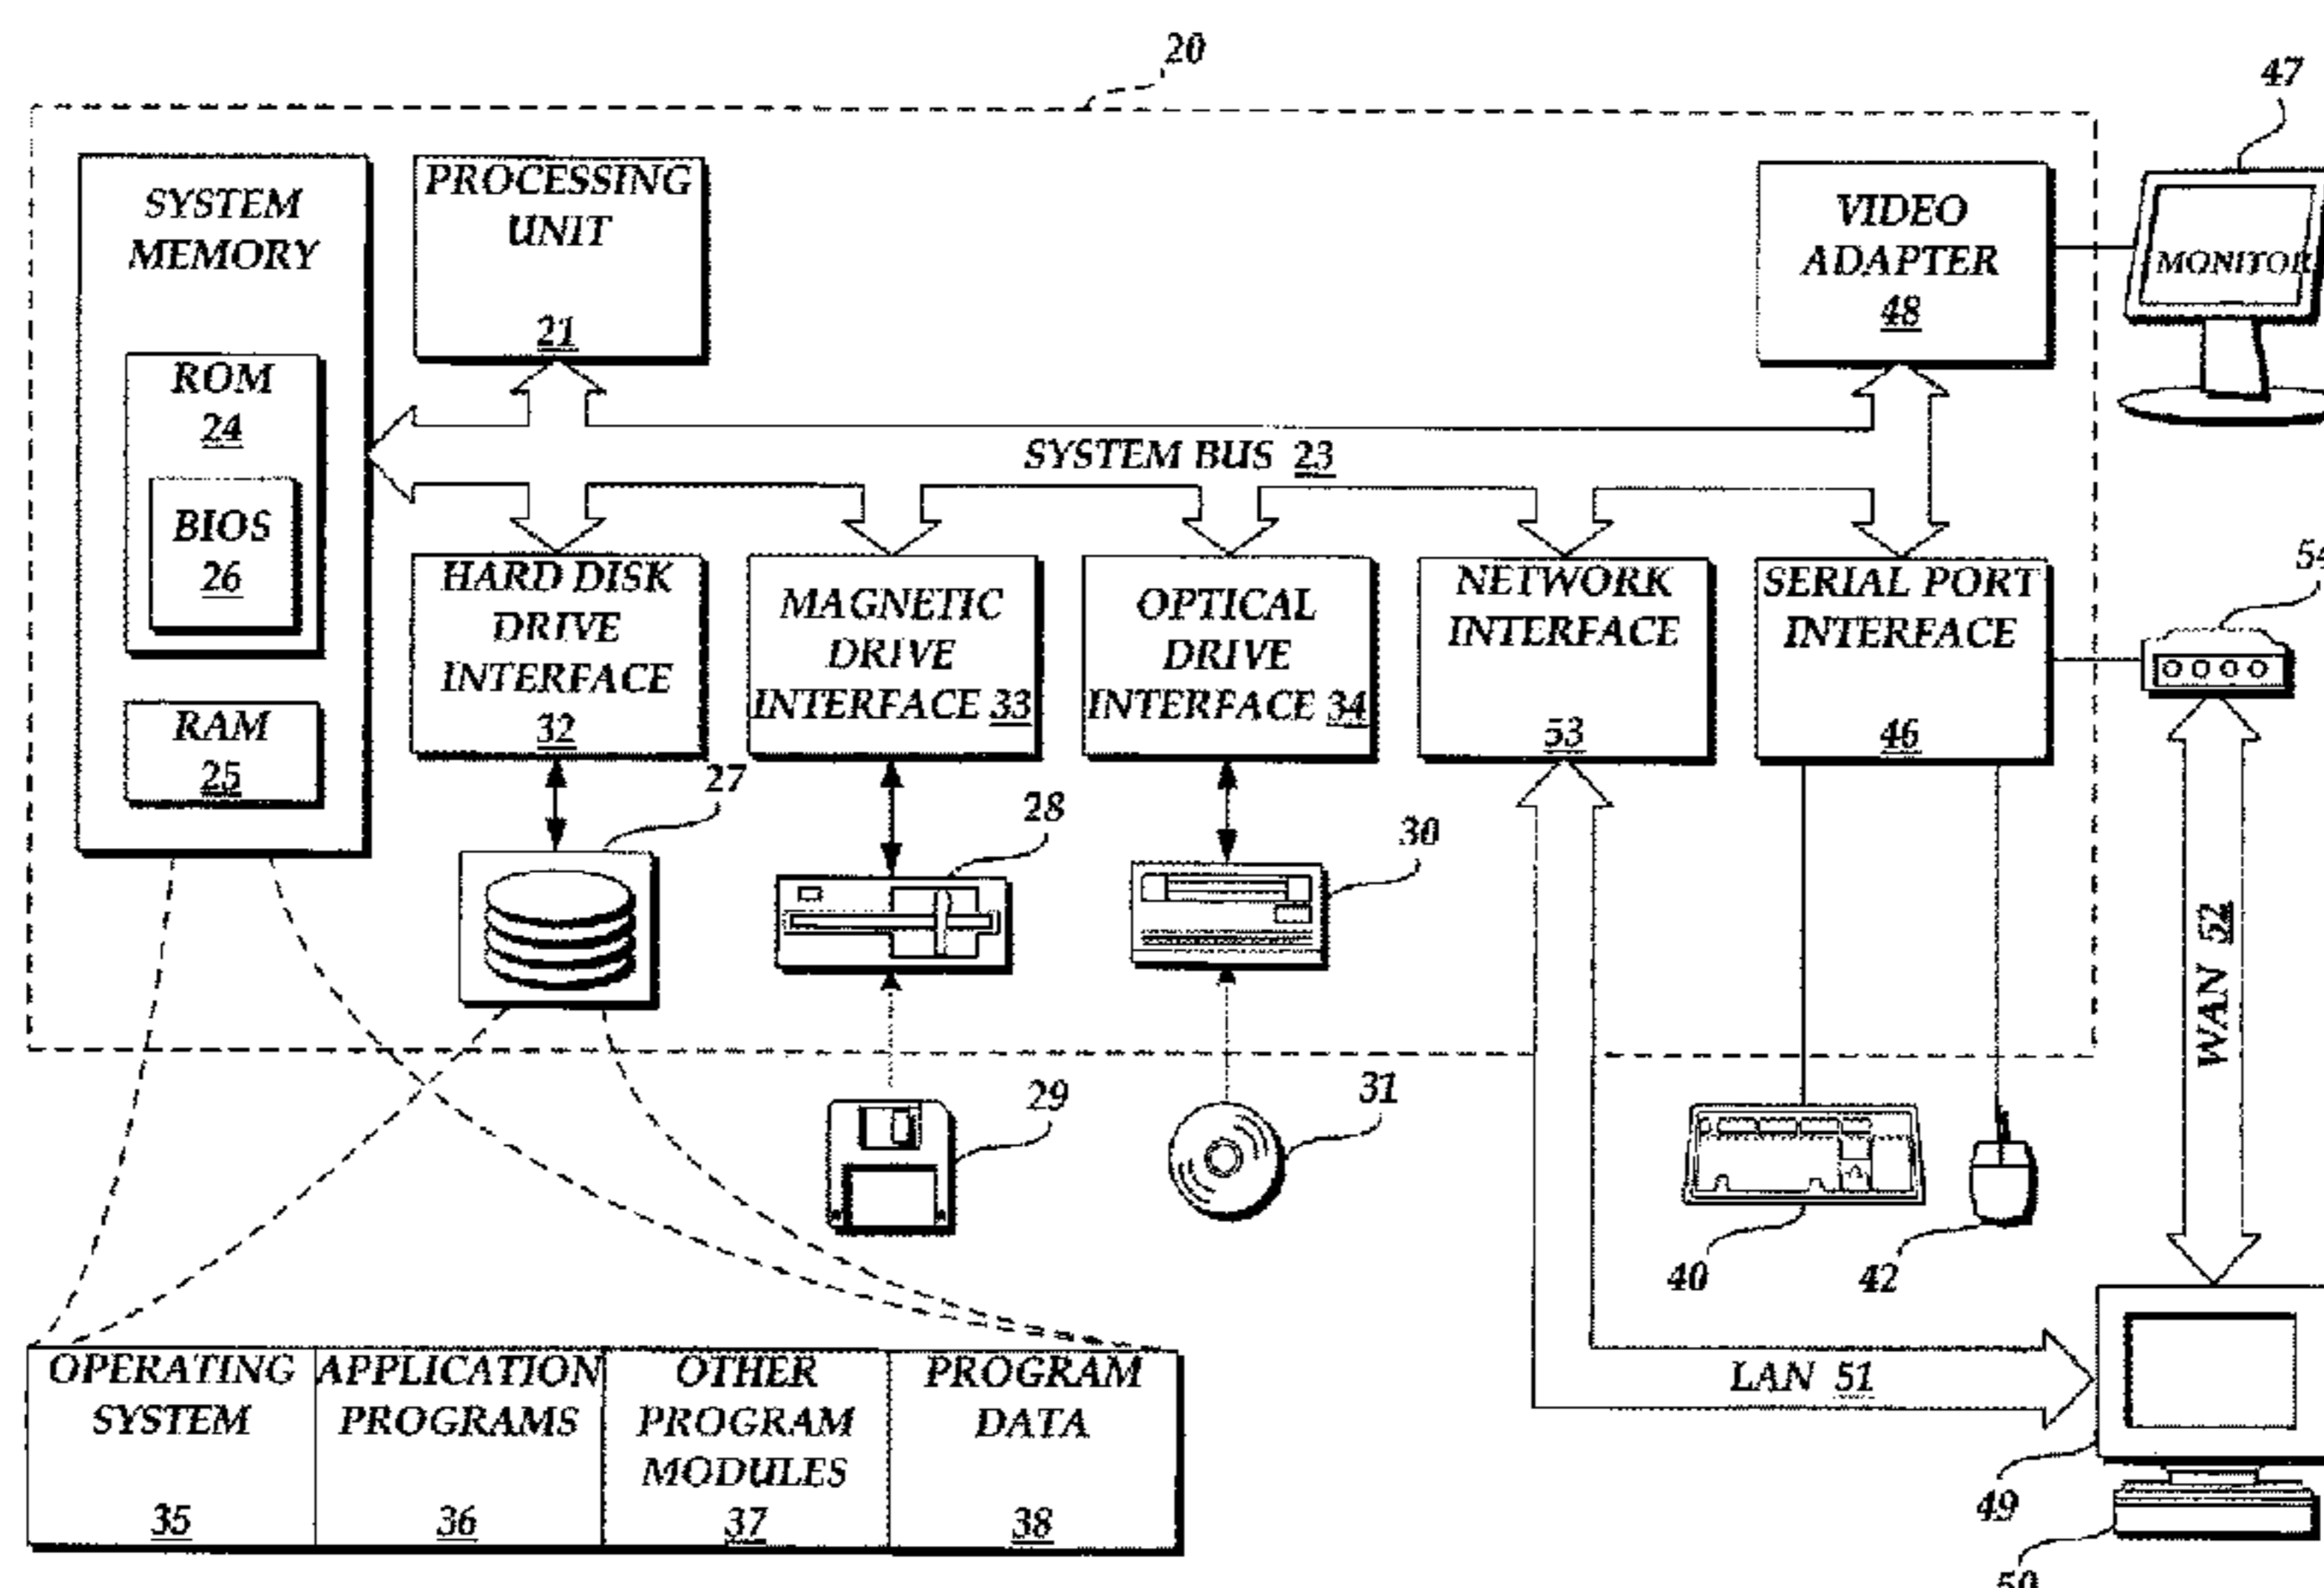 20
47
SYSTEM
MEMORY
PROCESSING
UNIT
21
VIDEO
ADAPTER
48
MONITOR
ROM
24
BIOS
26
RAM
25
SYSTEM BUS 23
HARD DISK
DRIVE
INTERFACE
32
MAGNETIC
DRIVE
INTERFACE 33
OPTICAL
DRIVE
INTERFACE 34
NETWORK
INTERFACE
53
SERIAL PORT
INTERFACE
46
54
27
28
30
WAN 52
29
31
40
42
LAN 51
OPERATING
SYSTEM
35
APPLICATION
PROGRAMS
36
OTHER
PROGRAM
MODULES
37
PROGRAM
DATA
38
49
50